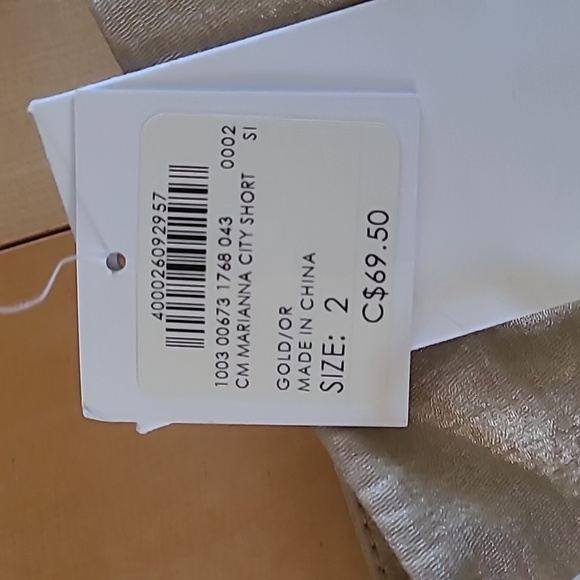 400026092957
1003 00673 1768 043 0002
CM MARIANNA CITY SHORT SI
GOLD/OR
MADE IN CHINA
SIZE: 2
C$69.50